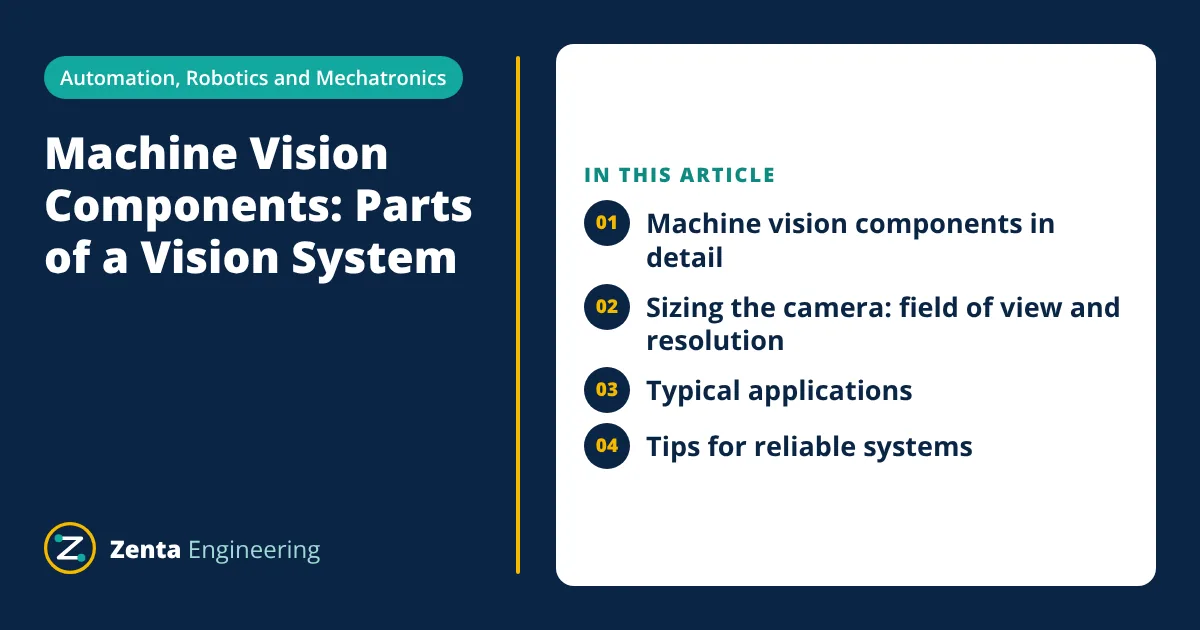 Automation, Robotics and Mechatronics
Machine Vision
Components: Parts
of a Vision System
Zenta Engineering
IN THIS ARTICLE
01 Machine vision components in
detail
02 Sizing the camera: field of view and
resolution
03 Typical applications
04 Tips for reliable systems